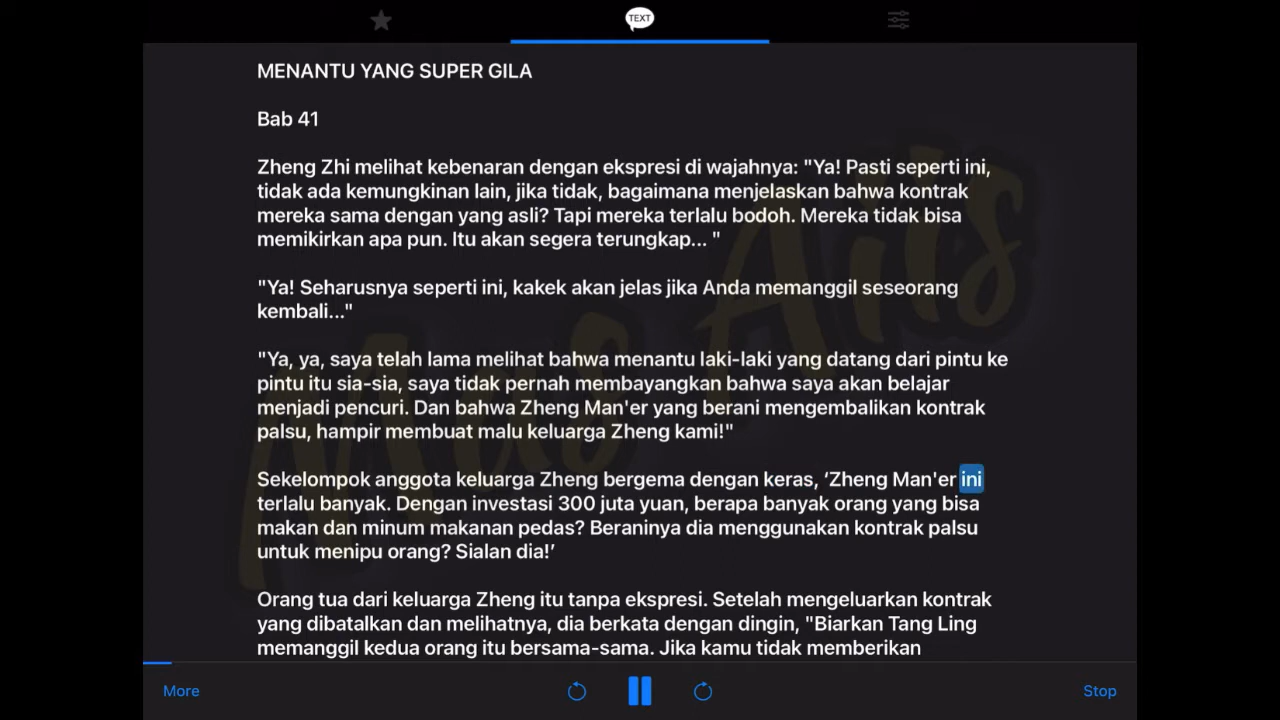 TEXT
MENANTU YANG SUPER GILA
Bab 41
Zheng Zhi melihat kebenaran dengan ekspresi di wajahnya: "Ya! Pasti seperti ini,
tidak ada kemungkinan lain, jika tidak, bagaimana menjelaskan bahwa kontrak
mereka sama dengan yang asli? Tapi mereka terlalu bodoh. Mereka tidak bisa
memikirkan apa pun. Itu akan segera terungkap... "
"Ya! Seharusnya seperti ini, kakek akan jelas jika Anda memanggil seseorang
kembali..."
"Ya, ya, saya telah lama melihat bahwa menantu laki-laki yang datang dari pintu ke
pintu itu sia-sia, saya tidak pernah membayangkan bahwa saya akan belajar
menjadi pencuri. Dan bahwa Zheng Man'er yang berani mengembalikan kontrak
palsu, hampir membuat malu keluarga Zheng kami!"
Sekelompok anggota keluarga Zheng bergema dengan keras, ‘Zheng Man'er ini
terlalu banyak. Dengan investasi 300 juta yuan, berapa banyak orang yang bisa
makan dan minum makanan pedas? Beraninya dia menggunakan kontrak palsu
untuk menipu orang? Sialan dia!’
Orang tua dari keluarga Zheng itu tanpa ekspresi. Setelah mengeluarkan kontrak
yang dibatalkan dan melihatnya, dia berkata dengan dingin, "Biarkan Tang Ling
memanggil kedua orang itu bersama-sama. Jika kamu tidak memberikan
More
Stop
Mas Aits